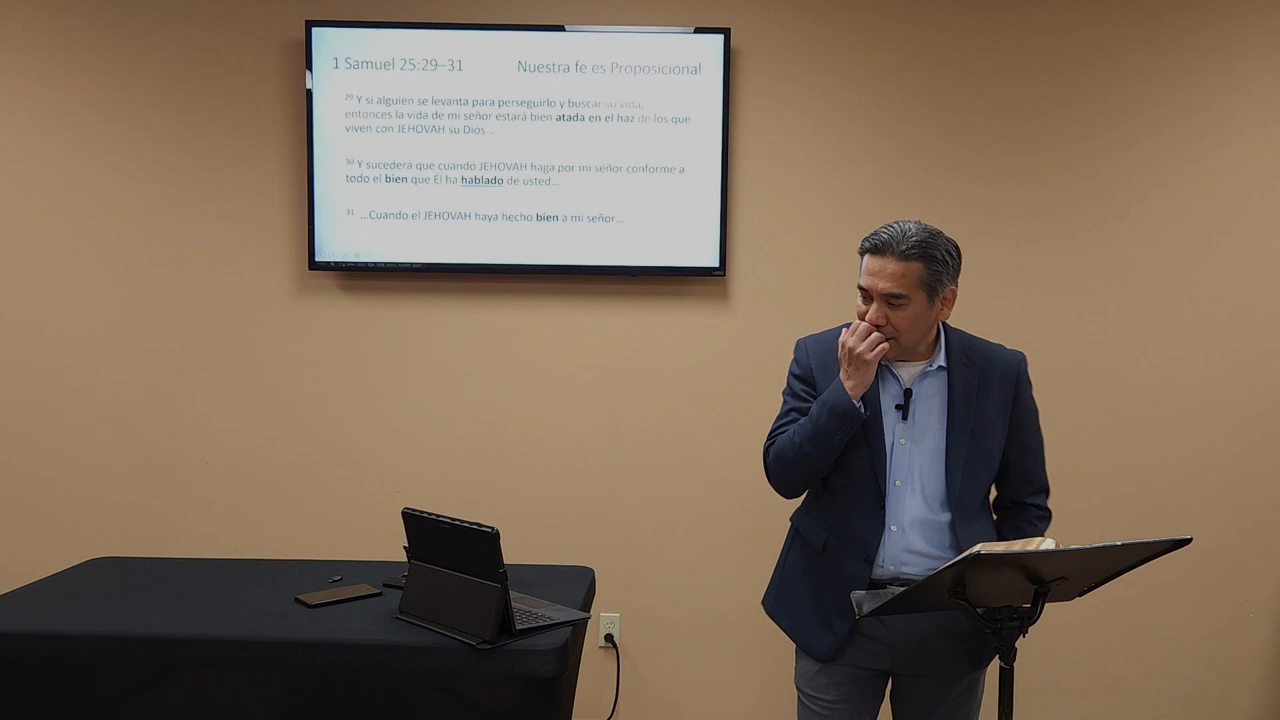 1 Samuel 25:29–31 Nuestra fe es Proposicional
29 Y si alguien se levanta para perseguirlo y buscar su vida,
entonces la vida de mi señor estará bien atada en el haz de los que
viven con JEHOVAH su Dios...
30 Y sucederá que cuando JEHOVAH haga por mi señor conforme a
todo el bien que Él ha hablado de usted...
31 ...Cuando el JEHOVAH haya hecho bien a mi señor...